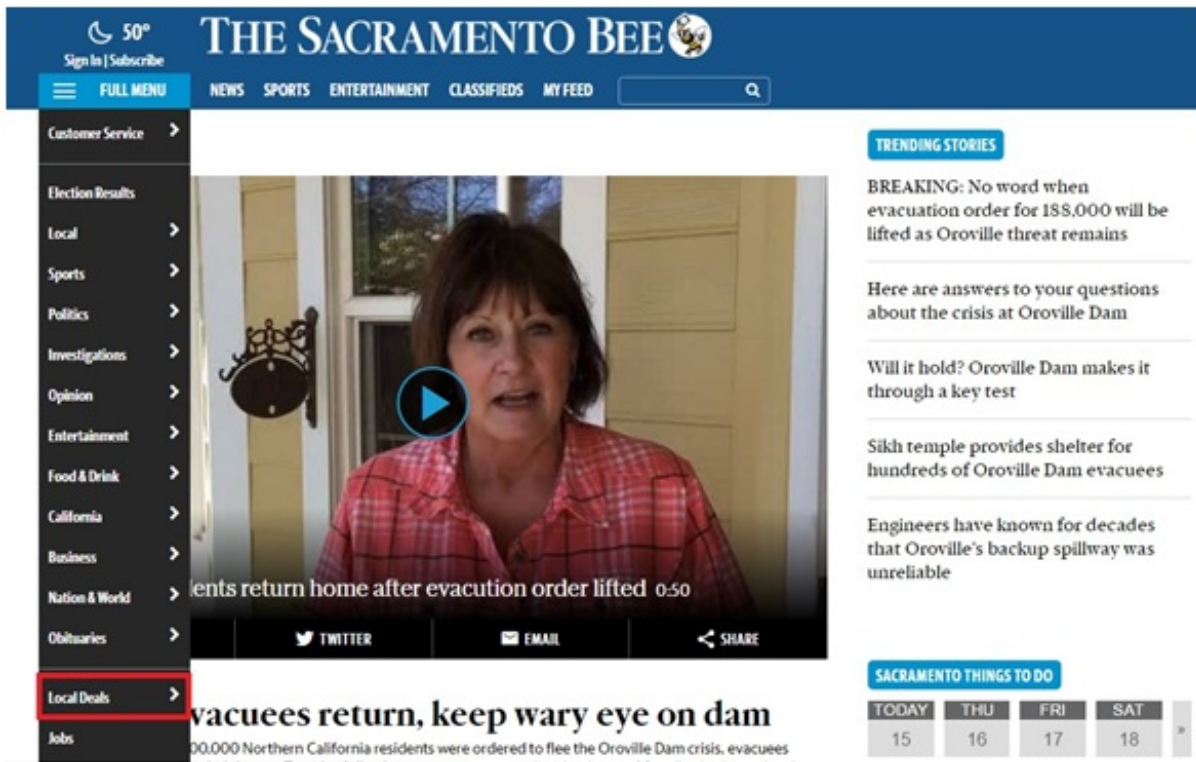 50°
THE SACRAMENTO BEE
Sign In | Subscribe
FULL MENU
NEWS SPORTS ENTERTAINMENT CLASSIFIEDS MY FEED
Customer Service
Election Results
Local
Sports
Politics
Investigations
Opinion
Entertainment
Food & Drink
California
Business
Nation & World
Obituaries
Local Deals
Jobs
ents return home after evacution order lifted 0:50
TWITTER EMAIL SHARE
vacuees return, keep wary eye on dam
00,000 Northern California residents were ordered to flee the Oroville Dam crisis, evacuees
TRENDING STORIES
BREAKING: No word when
evacuation order for 188,000 will be
lifted as Oroville threat remains
Here are answers to your questions
about the crisis at Oroville Dam
Will it hold? Oroville Dam makes it
through a key test
Sikh temple provides shelter for
hundreds of Oroville Dam evacuees
Engineers have known for decades
that Oroville's backup spillway was
unreliable
SACRAMENTO THINGS TO DO
TODAY THU FRI SAT
15 16 17 18 »